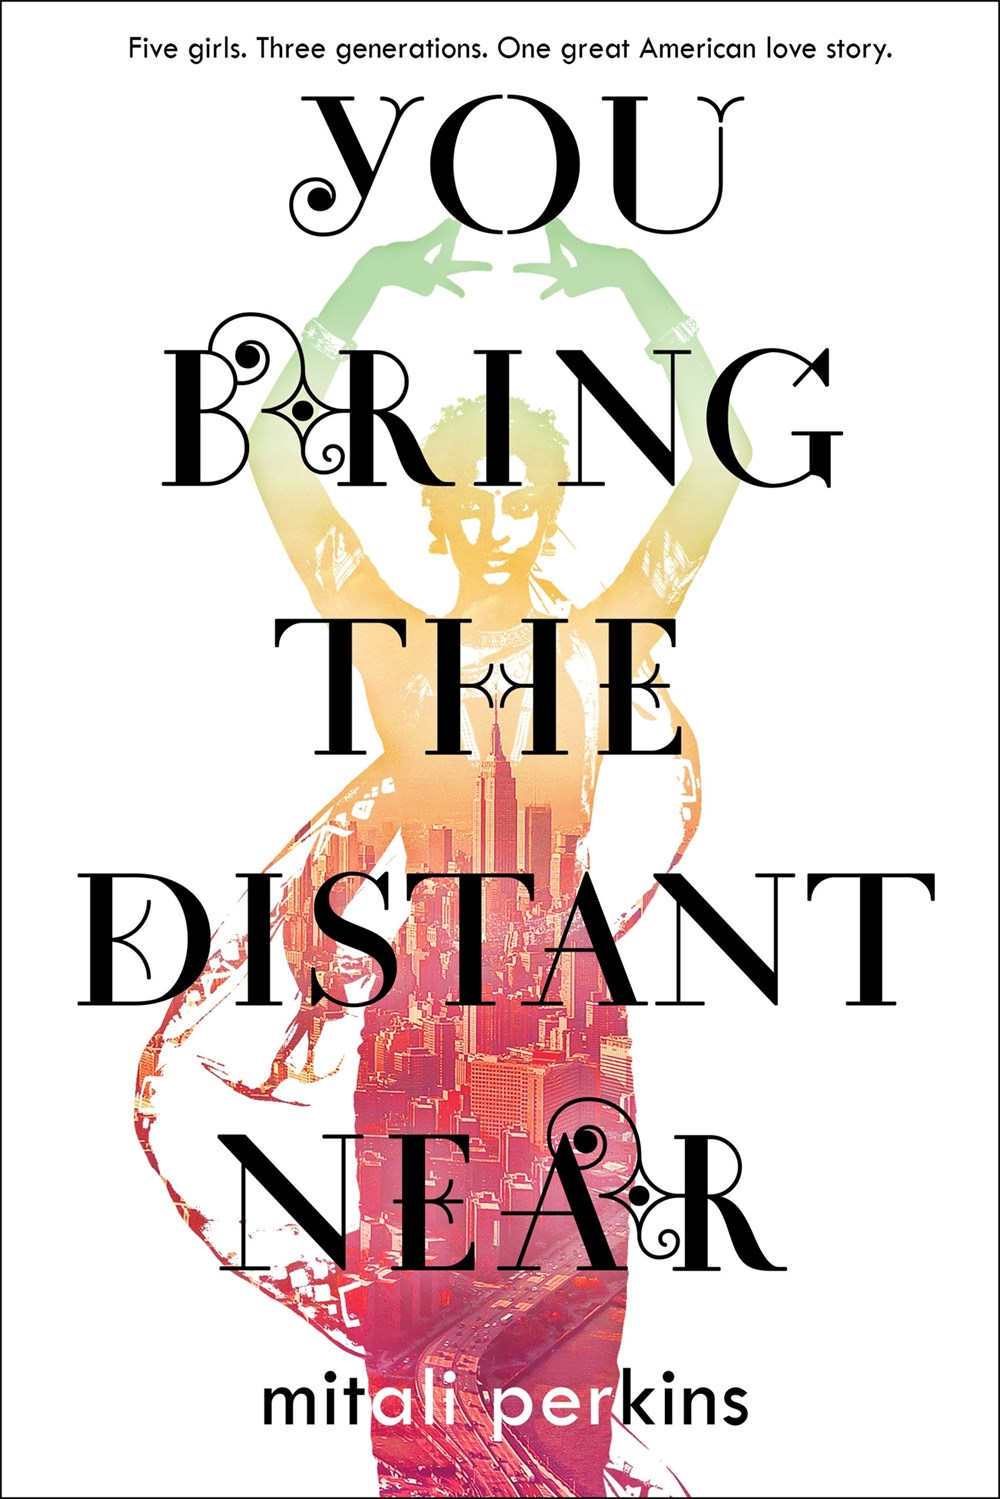 Five girls. Three generations. One great American love story.
YOU
BRING
THE
DISTANT
NEAR
mitali perkins